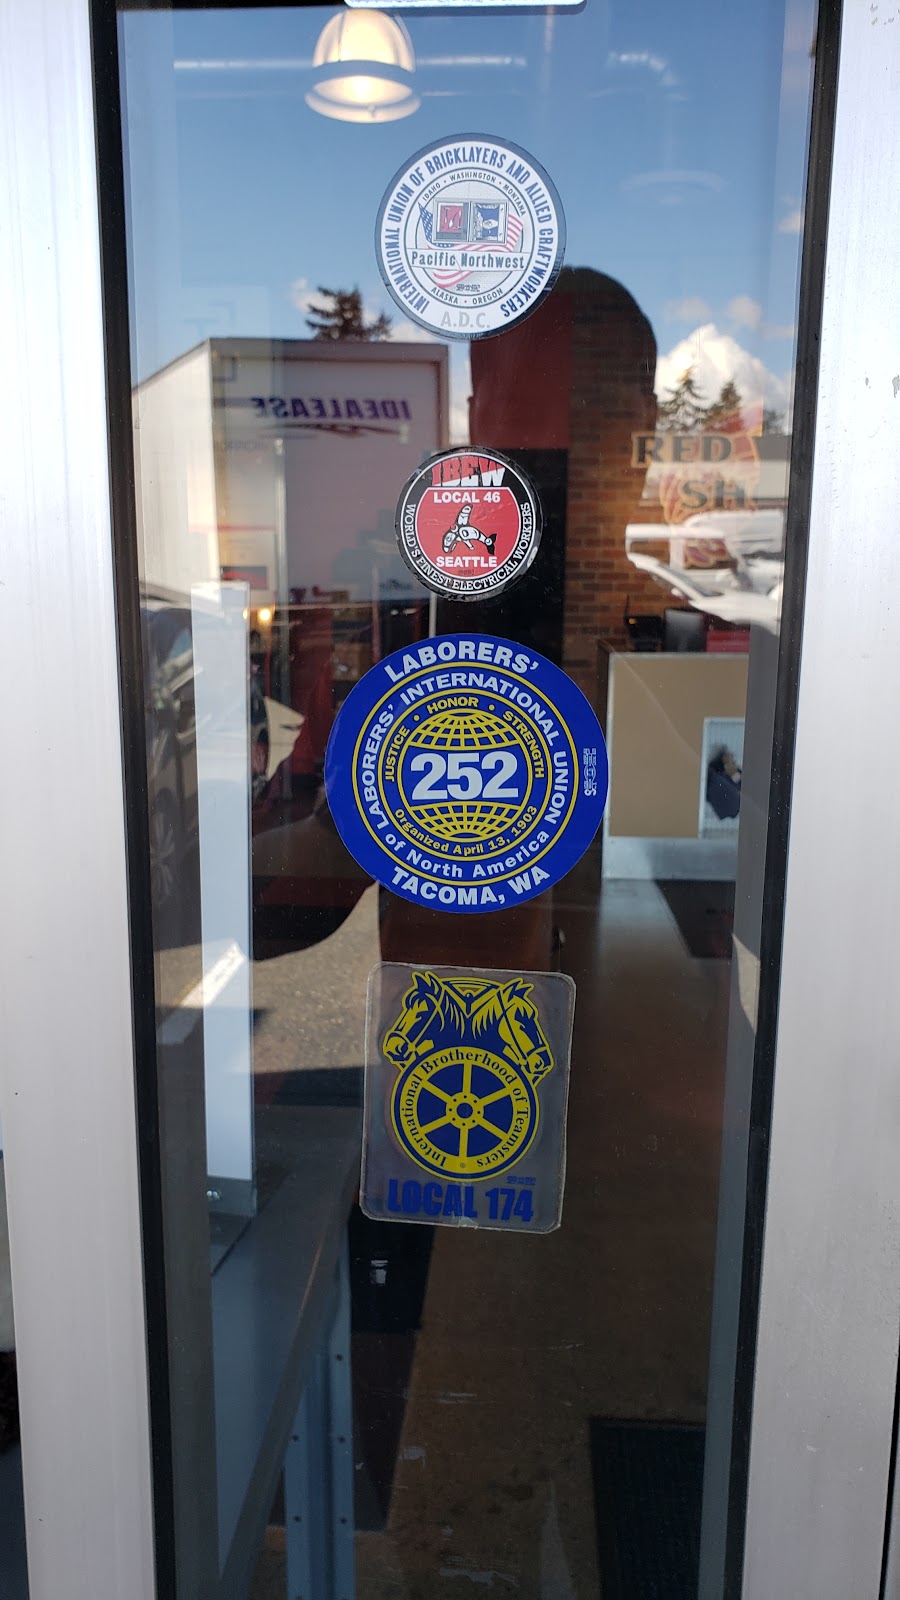 INTERNATIONAL UNION OF BRICKLAYERS AND ALLIED CRAFTWORKERS
IDAHO • WASHINGTON • MONTANA
Pacific Northwest
ALASKA • OREGON
A.D.C.
IDEALEASE
RED
SH
IBEW
LOCAL 46
SEATTLE
WORLD'S FINEST ELECTRICAL WORKERS
LABORERS'
LABORERS' INTERNATIONAL UNION
of North America
JUSTICE • HONOR • STRENGTH
252
Organized April 13, 1903
TACOMA, WA
International Brotherhood of Teamsters
LOCAL 174